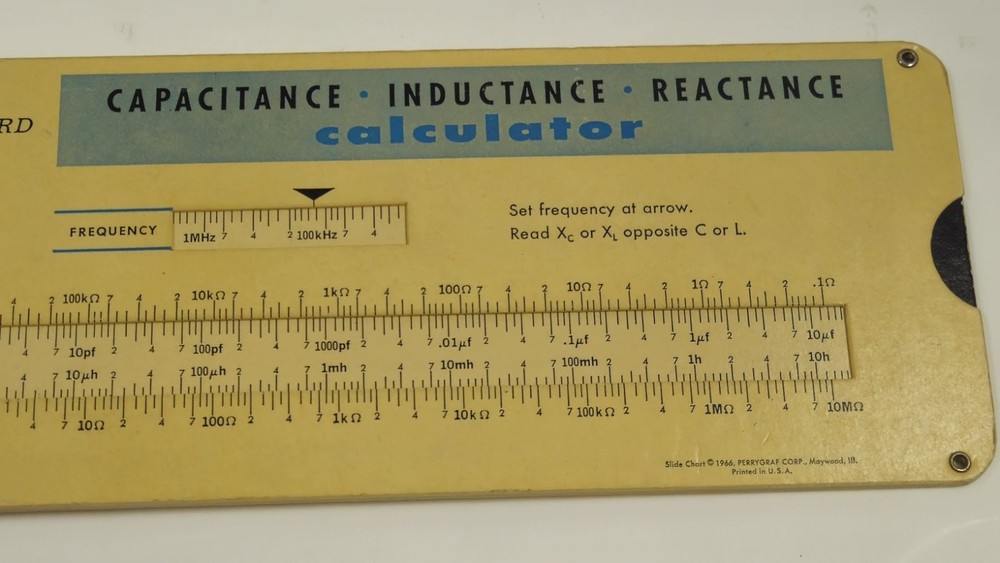 CAPACITANCE • INDUCTANCE • REACTANCE
RD
calculator
Set frequency at arrow.
FREQUENCY
1MHz 7 4 2 100kHz 7 4
Read XC or XL opposite C or L.
4 2 100kΩ 7 4 2 10kΩ 7 4 2 1kΩ 7 4 2 100Ω 7 4 2 10Ω 7 4 2 1Ω 7 4 2 .1Ω
4 7 10pf 2 4 7 100pf 2 4 7 1000pf 2 4 7 .01μf 2 4 7 .1μf 2 4 7 1μf 2 4 7 10μf
4 7 10μh 2 4 7 100μh 2 4 7 1mh 2 4 7 10mh 2 4 7 100mh 2 4 7 1h 2 4 7 10h
4 7 10Ω 2 4 7 100Ω 2 4 7 1kΩ 2 4 7 10kΩ 2 4 7 100kΩ 2 4 7 1MΩ 2 4 7 10MΩ
Slide Chart © 1966, PERRYGRAF CORP., Maywood, Ill.
Printed in U.S.A.